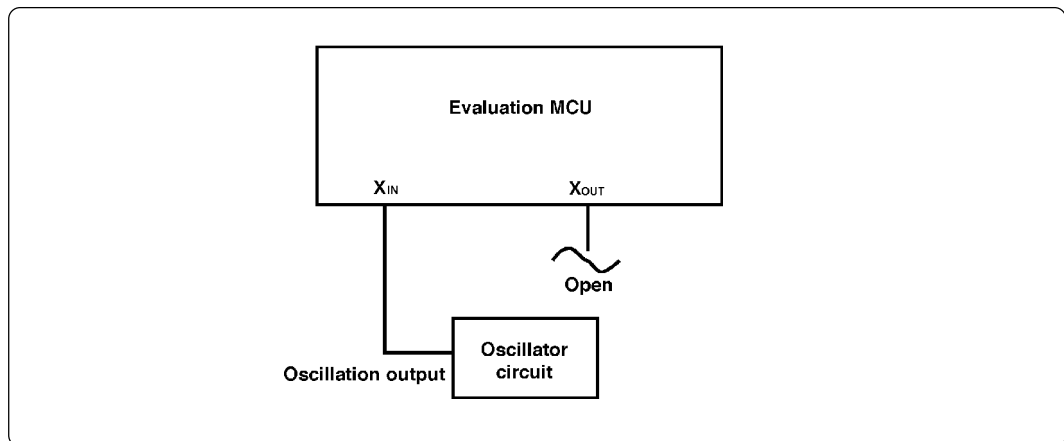 Evaluation MCU
XIN
XOUT
Open
Oscillator
circuit
Oscillation output